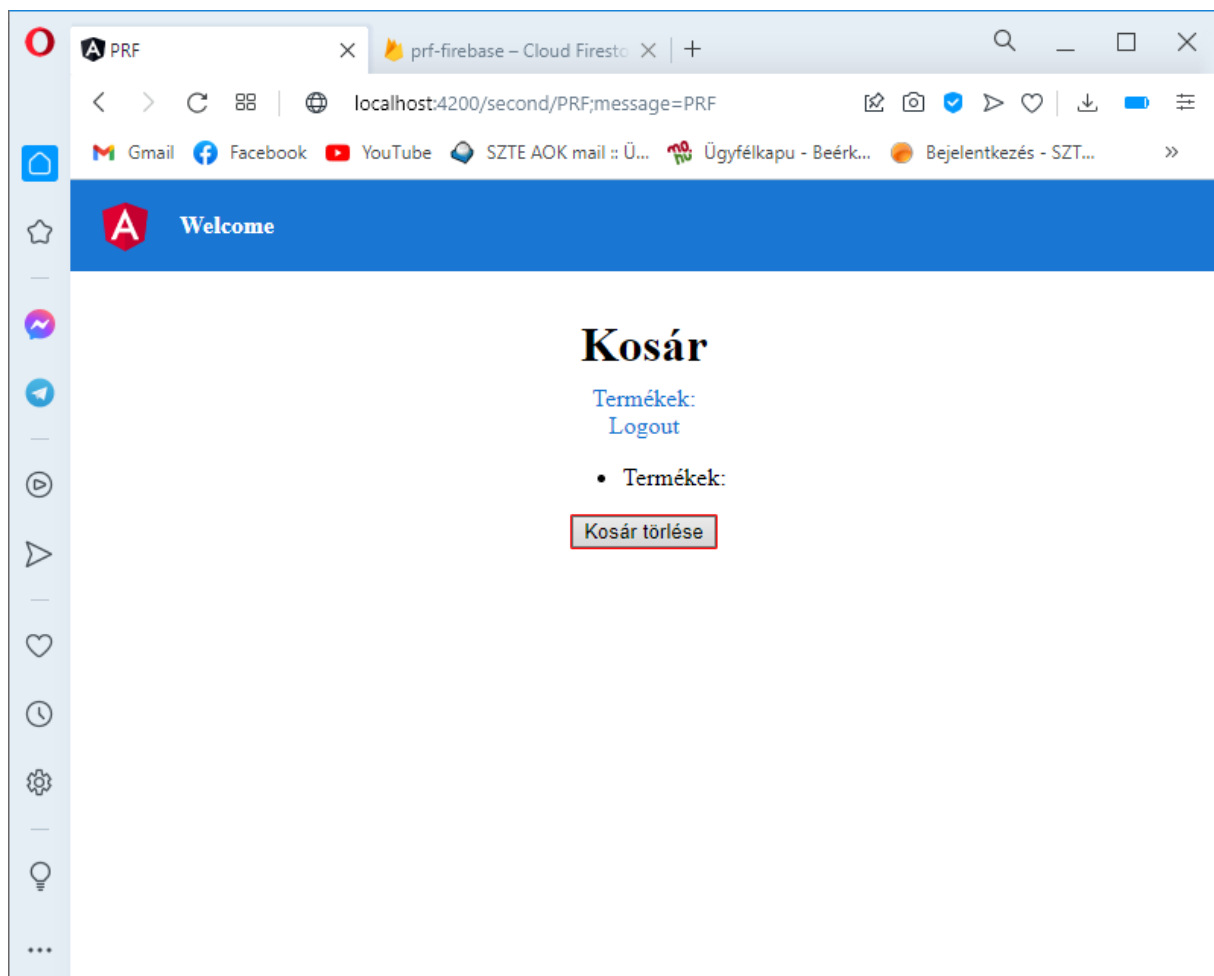 PRF
prf-firebase – Cloud Firesto
localhost:4200/second/PRF;message=PRF
Gmail Facebook YouTube SZTE AOK mail :: Ü... Ügyfélkapu - Beérk... Bejelentkezés - SZT... »
Welcome
Kosár
Termékek:
Logout
• Termékek:
Kosár törlése